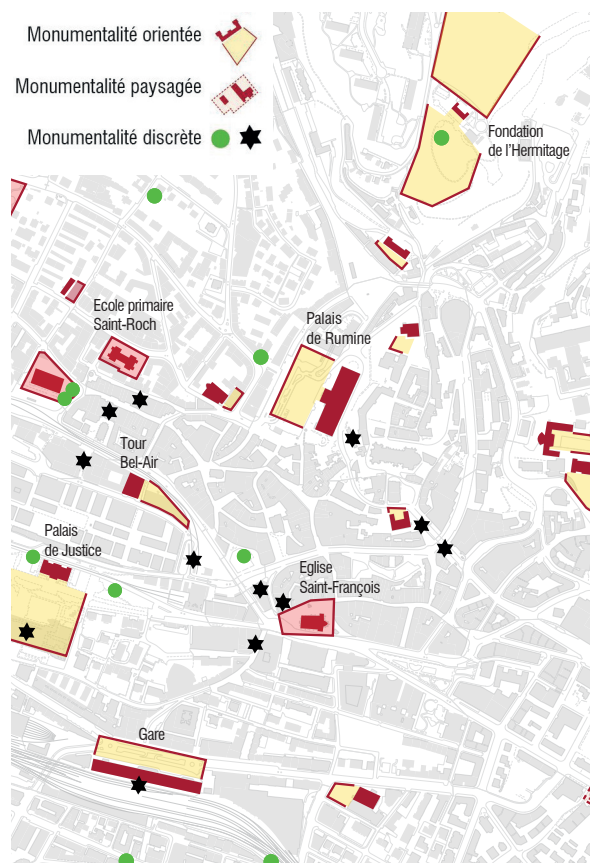 Monumentalité orientée
Monumentalité paysagée
Monumentalité discrète
Fondation
de l'Hermitage
Ecole primaire
Saint-Roch
Palais
de Rumine
Tour
Bel-Air
Palais
de Justice
Eglise
Saint-François
Gare